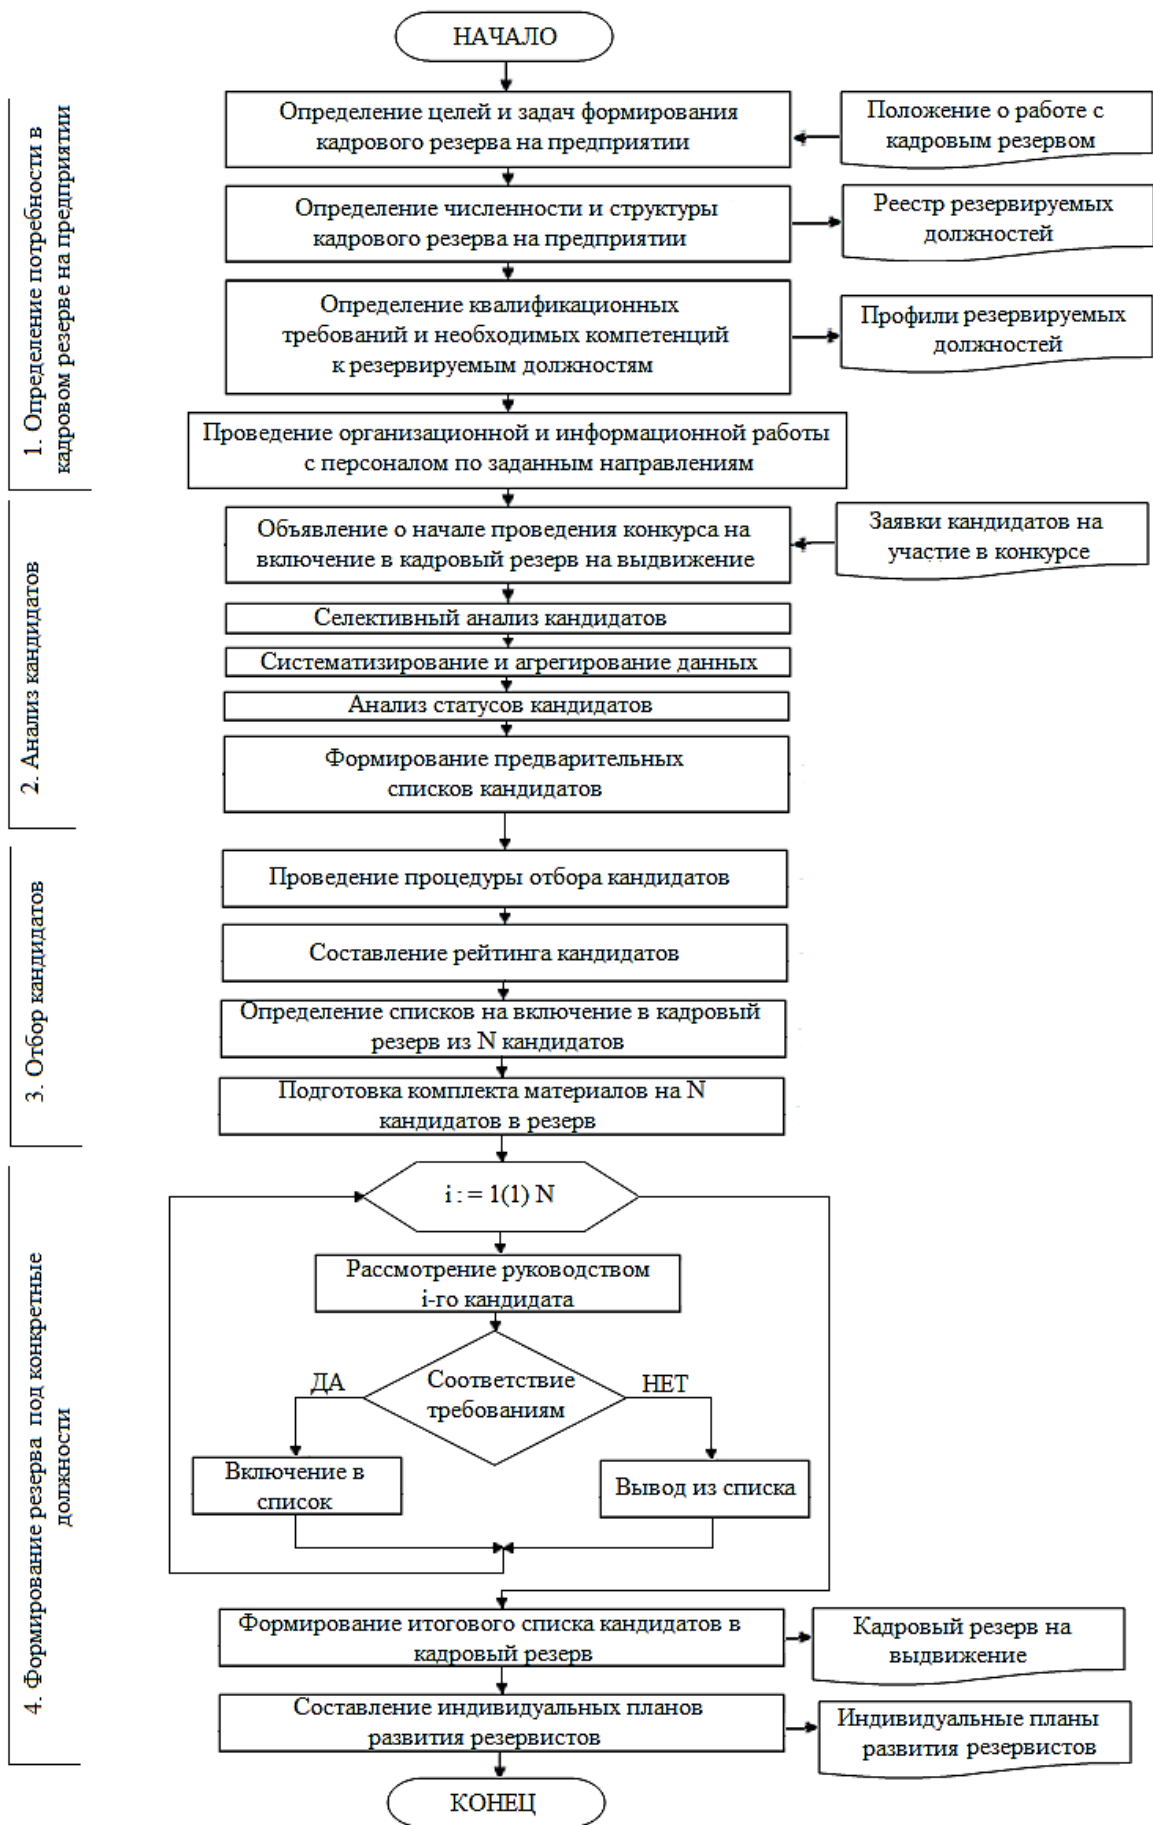 НАЧАЛО
1. Определение потребности в
кадровом резерве на предприятии
Определение целей и задач формирования
кадрового резерва на предприятии
Положение о работе с
кадровым резервом
Определение численности и структуры
кадрового резерва на предприятии
Реестр резервируемых
должностей
Определение квалификационных
требований и необходимых компетенций
к резервируемым должностям
Профили резервируемых
должностей
Проведение организационной и информационной работы
с персоналом по заданным направлениям
2. Анализ кандидатов
Объявление о начале проведения конкурса на
включение в кадровый резерв на выдвижение
Заявки кандидатов на
участие в конкурсе
Селективный анализ кандидатов
Систематизирование и агрегирование данных
Анализ статусов кандидатов
Формирование предварительных
списков кандидатов
3. Отбор кандидатов
Проведение процедуры отбора кандидатов
Составление рейтинга кандидатов
Определение списков на включение в кадровый
резерв из N кандидатов
Подготовка комплекта материалов на N
кандидатов в резерв
4. Формирование резерва под конкретные
должности
i : = 1(1) N
Рассмотрение руководством
i-го кандидата
Соответствие
требованиям
ДА
НЕТ
Включение в
список
Вывод из списка
Формирование итогового списка кандидатов в
кадровый резерв
Кадровый резерв на
выдвижение
Составление индивидуальных планов
развития резервистов
Индивидуальные планы
развития резервистов
КОНЕЦ